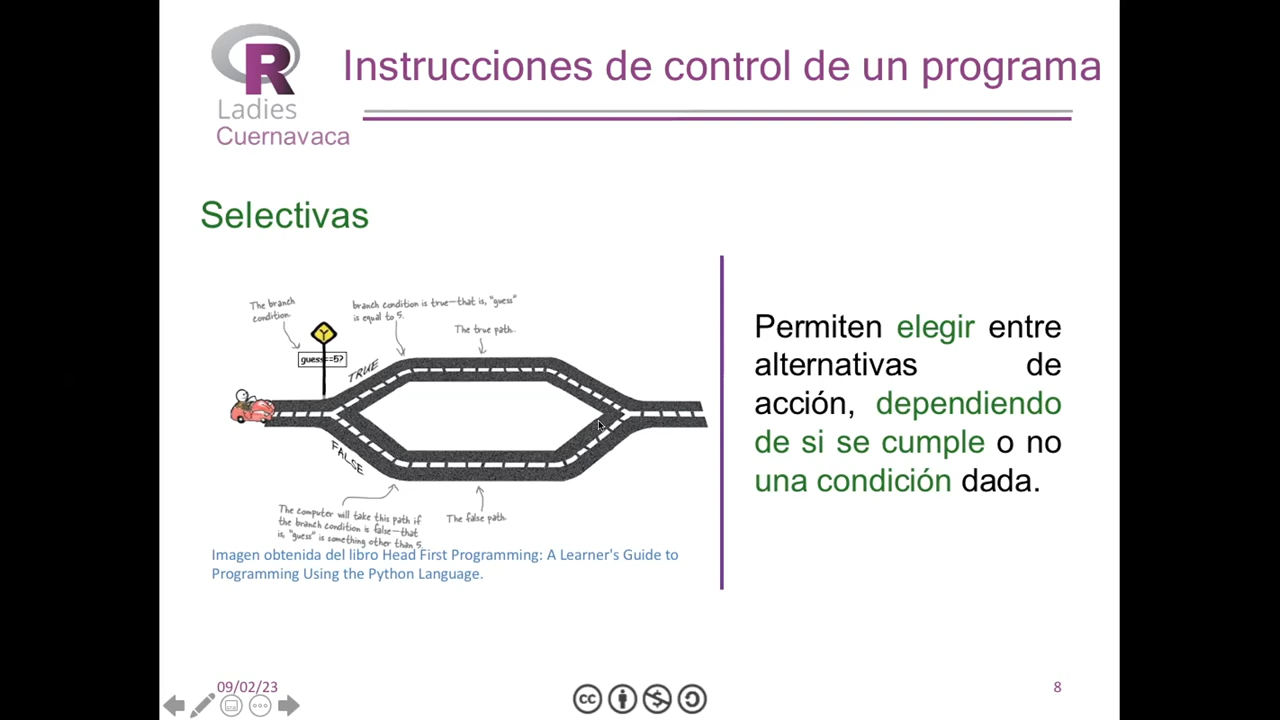 R
Ladies
Cuernavaca
Instrucciones de control de un programa
Selectivas
The branch
condition.
branch condition is true—that is, "guess"
is equal to 5.
The true path.
guess==5?
TRUE
FALSE
The computer will take this path if
the branch condition is false—that
is, "guess" is something other than 5.
The false path.
Imagen obtenida del libro Head First Programming: A Learner's Guide to
Programming Using the Python Language.
Permiten elegir entre
alternativas de
acción, dependiendo
de si se cumple o no
una condición dada.
09/02/23
cc
8